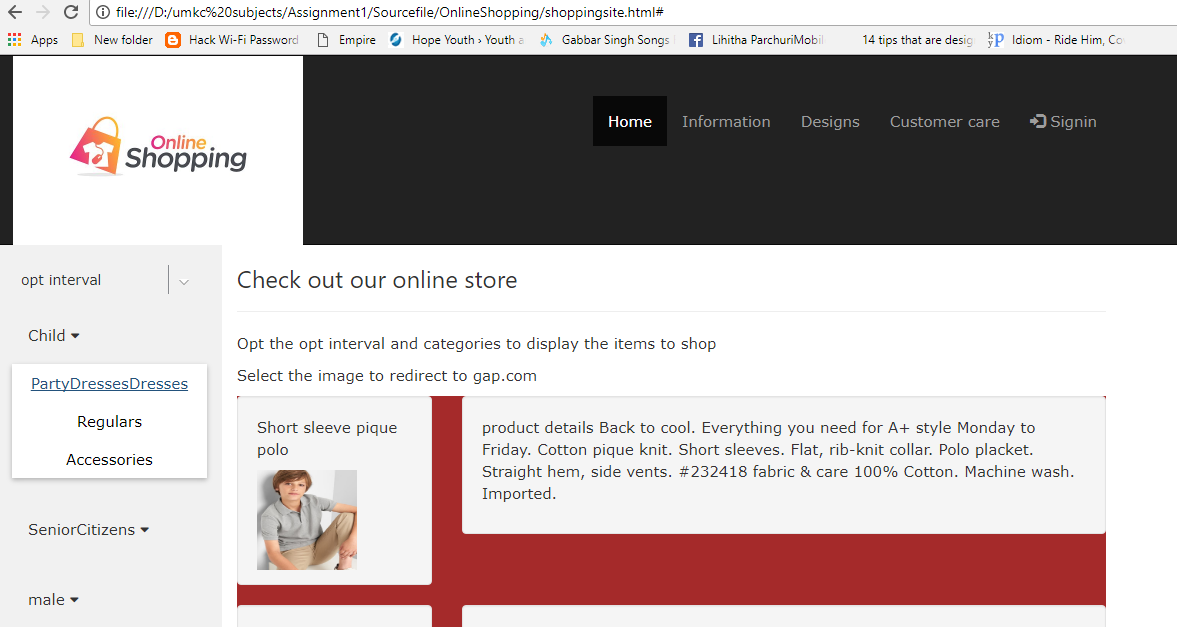 file:///D:/umkc%20subjects/Assignment1/Sourcefile/OnlineShopping/shoppingsite.html#
Apps New folder Hack Wi-Fi Password Empire Hope Youth › Youth a Gabbar Singh Songs Lihitha ParchuriMobil 14 tips that are desig Idiom - Ride Him, Co
Online
Shopping
Home Information Designs Customer care Signin
opt interval
Child
PartyDressesDresses
Regulars
Accessories
SeniorCitizens
male
Check out our online store
Opt the opt interval and categories to display the items to shop
Select the image to redirect to gap.com
Short sleeve pique
polo
product details Back to cool. Everything you need for A+ style Monday to
Friday. Cotton pique knit. Short sleeves. Flat, rib-knit collar. Polo placket.
Straight hem, side vents. #232418 fabric & care 100% Cotton. Machine wash.
Imported.